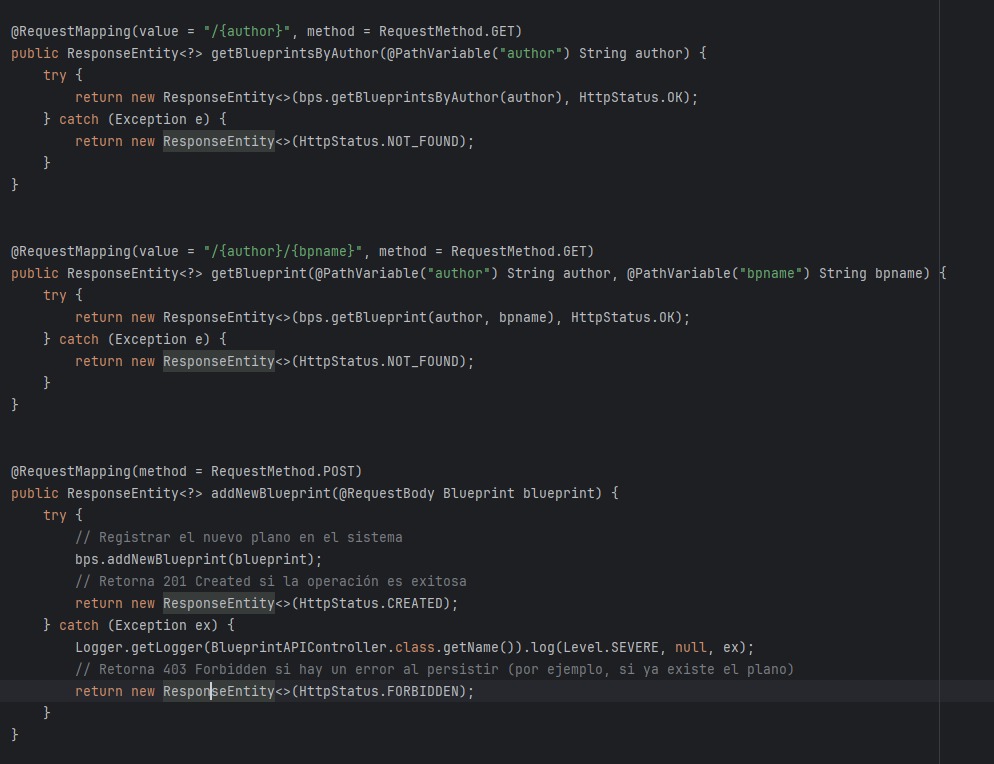 @RequestMapping(value = "/{author}", method = RequestMethod.GET)
public ResponseEntity<?> getBlueprintsByAuthor(@PathVariable("author") String author) {
    try {
        return new ResponseEntity<>(bps.getBlueprintsByAuthor(author), HttpStatus.OK);
    } catch (Exception e) {
        return new ResponseEntity<>(HttpStatus.NOT_FOUND);
    }
}
@RequestMapping(value = "/{author}/{bpname}", method = RequestMethod.GET)
public ResponseEntity<?> getBlueprint(@PathVariable("author") String author, @PathVariable("bpname") String bpname) {
    try {
        return new ResponseEntity<>(bps.getBlueprint(author, bpname), HttpStatus.OK);
    } catch (Exception e) {
        return new ResponseEntity<>(HttpStatus.NOT_FOUND);
    }
}
@RequestMapping(method = RequestMethod.POST)
public ResponseEntity<?> addNewBlueprint(@RequestBody Blueprint blueprint) {
    try {
        // Registrar el nuevo plano en el sistema
        bps.addNewBlueprint(blueprint);
        // Retorna 201 Created si la operación es exitosa
        return new ResponseEntity<>(HttpStatus.CREATED);
    } catch (Exception ex) {
        Logger.getLogger(BlueprintAPIController.class.getName()).log(Level.SEVERE, null, ex);
        // Retorna 403 Forbidden si hay un error al persistir (por ejemplo, si ya existe el plano)
        return new ResponseEntity<>(HttpStatus.FORBIDDEN);
    }
}